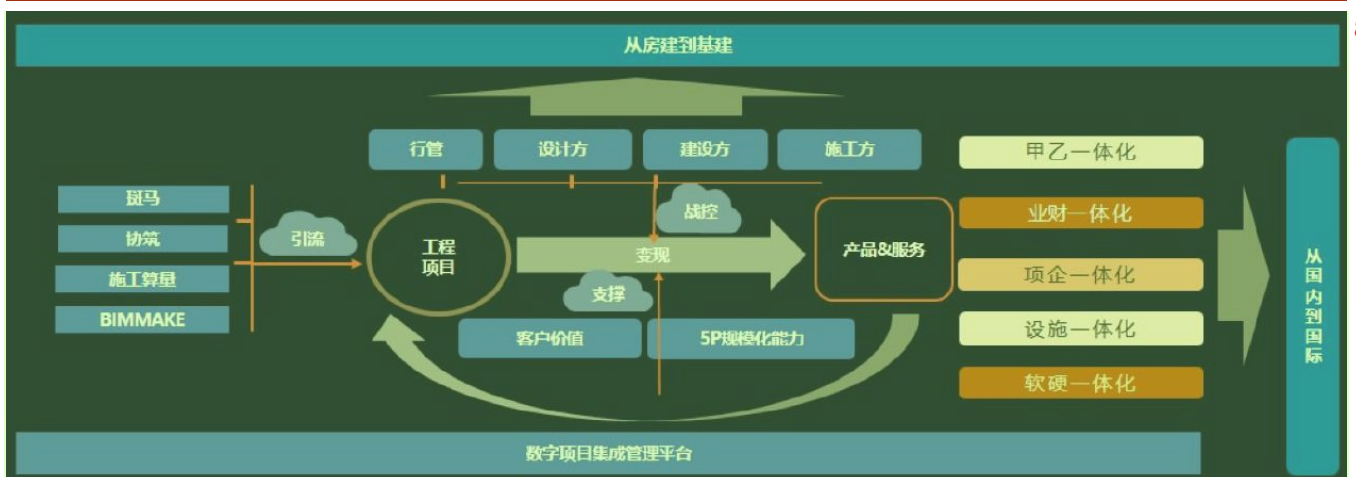 从房建到基建
行管
设计方
建设方
施工方
甲乙一体化
斑马
协筑
施工算量
BIMMAKE
引流
工程
项目
战控
变现
支撑
产品&服务
业财一体化
项企一体化
设施一体化
软硬一体化
客户价值
5P规模化能力
从国内到国际
数字项目集成管理平台